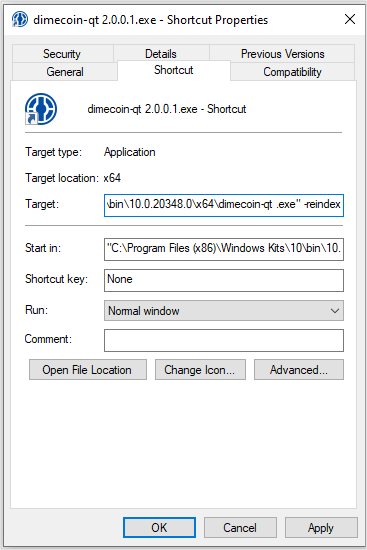 dimecoin-qt 2.0.0.1.exe - Shortcut Properties
Security Details Previous Versions
General Shortcut Compatibility
dimecoin-qt 2.0.0.1.exe - Shortcut
Target type: Application
Target location: x64
Target: \bin\10.0.20348.0\x64\dimecoin-qt .exe" -reindex
Start in: "C:\Program Files (x86)\Windows Kits\10\bin\10.
Shortcut key: None
Run: Normal window
Comment:
Open File Location Change Icon... Advanced...
OK Cancel Apply